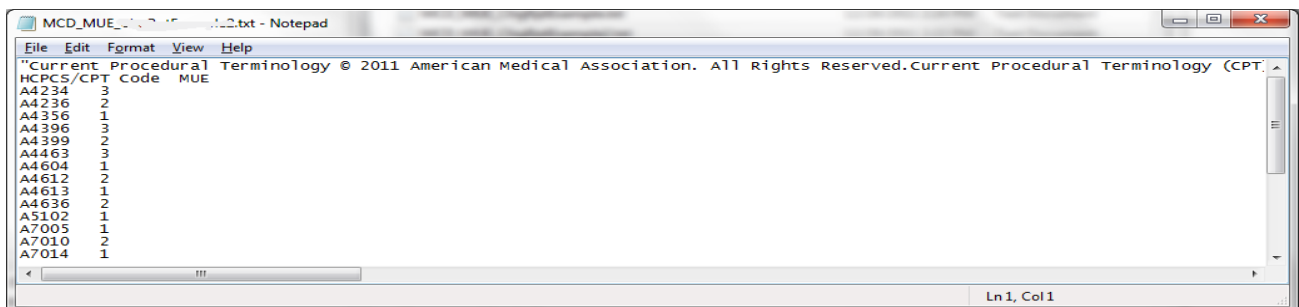 .txt - Notepad
File Edit Format View Help
"Current Procedural Terminology © 2011 American Medical Association. All Rights Reserved.Current Procedural Terminology (CPT
HCPCS/CPT Code MUE
A4234 3
A4236 2
A4356 1
A4396 3
A4399 2
A4463 3
A4604 1
A4612 2
A4613 1
A4636 2
A5102 1
A7005 1
A7010 2
A7014 1
Ln 1, Col 1